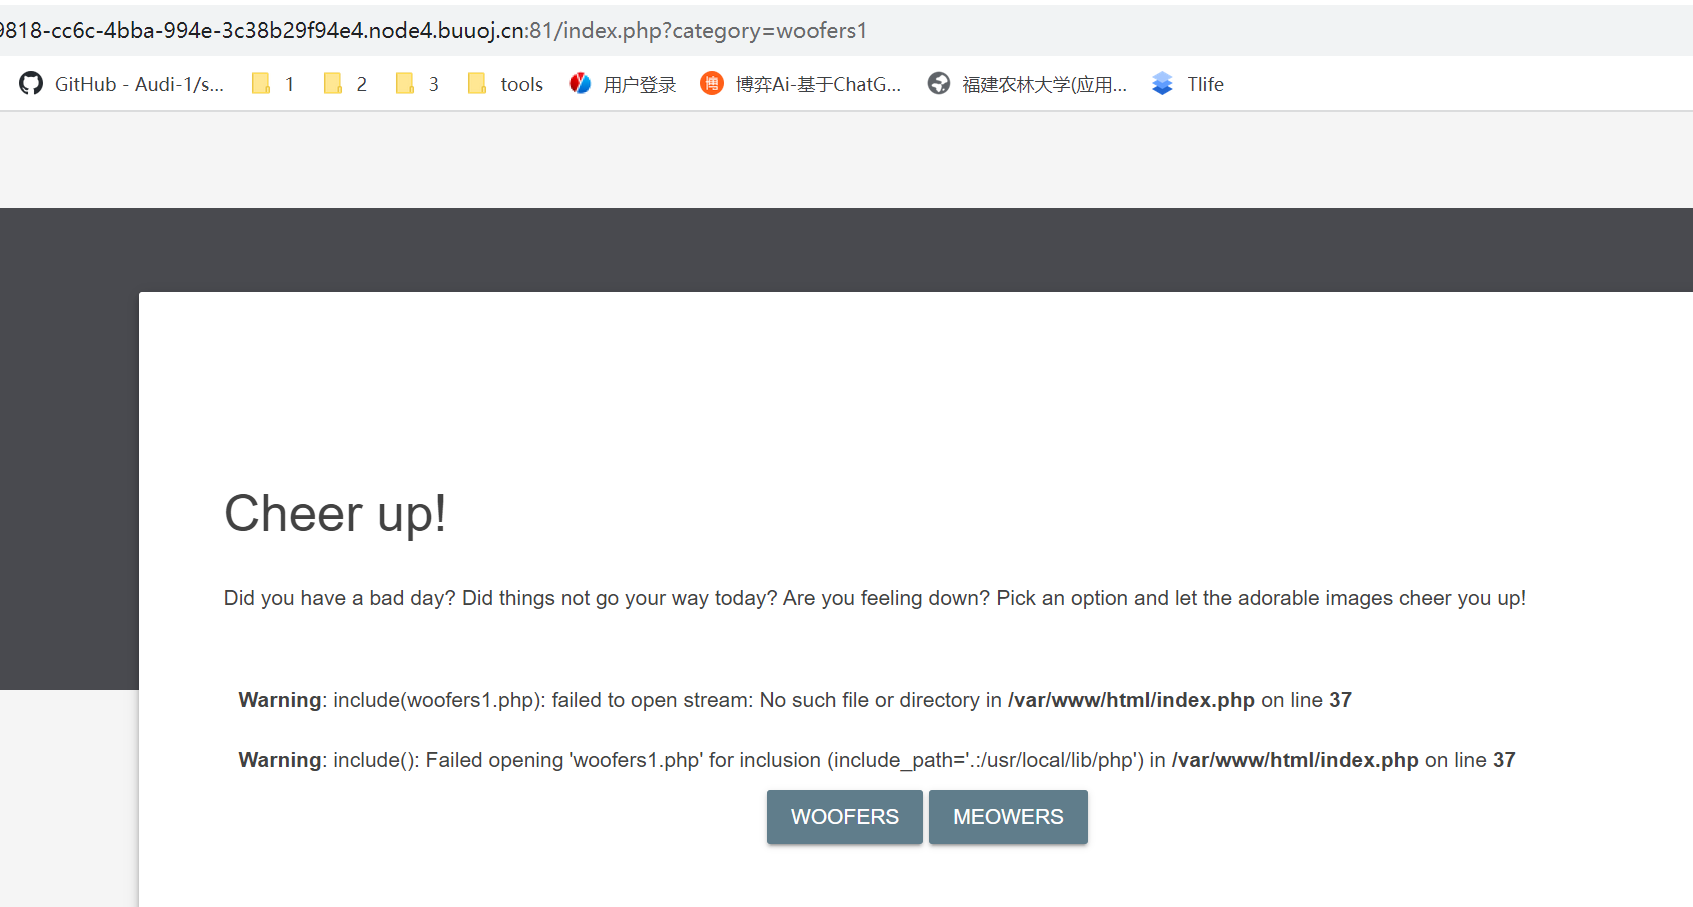 9818-cc6c-4bba-994e-3c38b29f94e4.node4.buuoj.cn:81/index.php?category=woofers1
GitHub - Audi-1/s... 1 2 3 tools 用户登录 博 博弈Ai-基于ChatG... 福建农林大学(应用... Tlife
Cheer up!
Did you have a bad day? Did things not go your way today? Are you feeling down? Pick an option and let the adorable images cheer you up!
Warning: include(woofers1.php): failed to open stream: No such file or directory in /var/www/html/index.php on line 37
Warning: include(): Failed opening 'woofers1.php' for inclusion (include_path='.:/usr/local/lib/php') in /var/www/html/index.php on line 37
WOOFERS MEOWERS